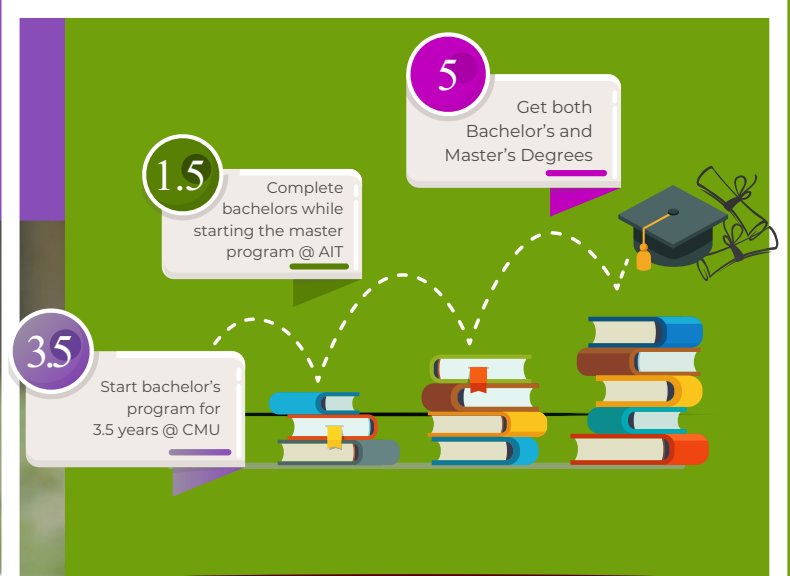 5
Get both
Bachelor's and
Master's Degrees
1.5
Complete
bachelors while
starting the master
program @ AIT
3.5
Start bachelor's
program for
3.5 years @ CMU